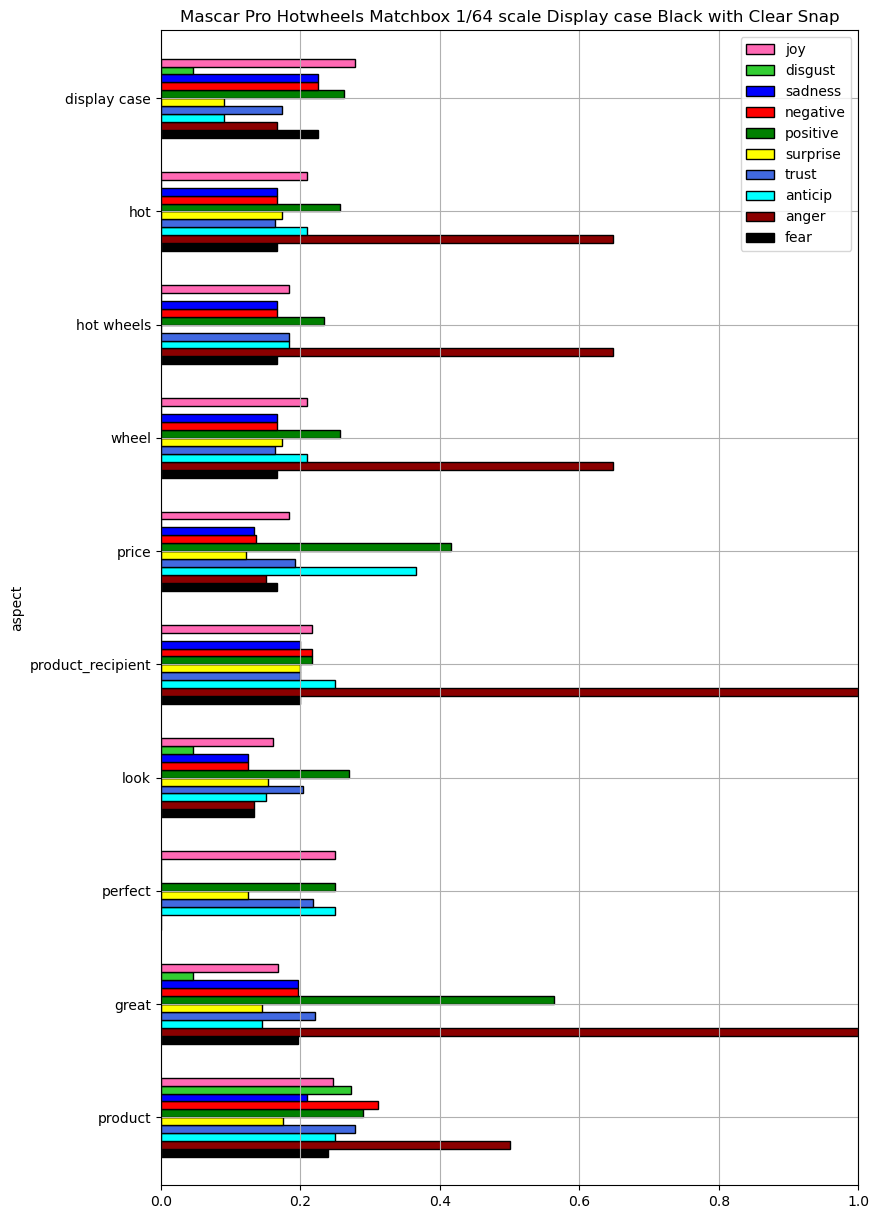 Mascar Pro Hotwheels Matchbox 1/64 scale Display case Black with Clear Snap
joy
disgust
sadness
negative
positive
surprise
trust
anticip
anger
fear
display case
hot
hot wheels
wheel
price
product_recipient
look
perfect
great
product
aspect
0.0 0.2 0.4 0.6 0.8 1.0